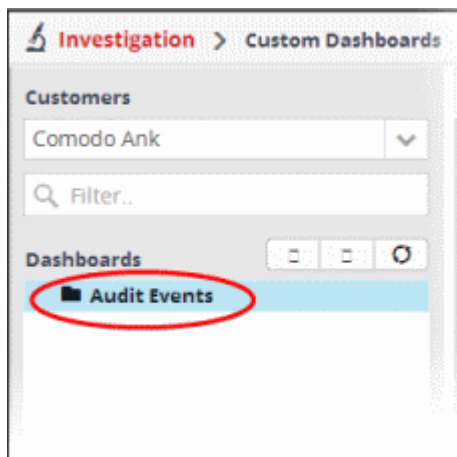 Investigation > Custom Dashboards
Customers
Comodo Ank
Filter..
Dashboards
Audit Events